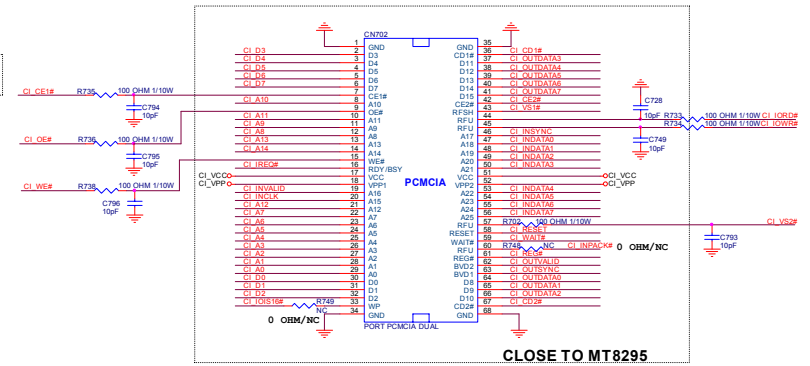 CN702
1 GND GND 35
CI_D3 2 D3 CD1# 36 CI_CD1#
CI_D4 3 D4 D11 37 CI_OUTDATA3
CI_D5 4 D5 D12 38 CI_OUTDATA4
CI_D6 5 D6 D13 39 CI_OUTDATA5
CI_D7 6 D7 D14 40 CI_OUTDATA6
CI_CE1# R735 100 OHM 1/10W 7 CE1# D15 41 CI_OUTDATA7
CI_A10 8 A10 CE2# 42 CI_CE2#
9 OE# RFSH 43 CI_VS1#
C794
10pF
C728
10pF
CI_A11 10 A11 RFU 44 R733 100 OHM 1/10W CI_IORD#
CI_A9 11 A9 RFU 45 R734 100 OHM 1/10W CI_IOWR#
CI_A8 12 A8 A17 46 CI_INSYNC
CI_A13 13 A13 A18 47 CI_INDATA0
CI_OE# R736 100 OHM 1/10W
C749
10pF
CI_A14 14 A14 A19 48 CI_INDATA1
15 WE# A20 49 CI_INDATA2
C795
10pF
CI_IREQ# 16 RDY/BSY A21 50 CI_INDATA3
CI_VCC 17 VCC VCC 51 CI_VCC
CI_VPP 18 VPP1 VPP2 52 CI_VPP
PCMCIA
CI_WE# R738 100 OHM 1/10W
CI_INVALID 19 A16 A22 53 CI_INDATA4
CI_INCLK 20 A15 A23 54 CI_INDATA5
C796
10pF
CI_A12 21 A12 A24 55 CI_INDATA6
CI_A7 22 A7 A25 56 CI_INDATA7
CI_A6 23 A6 RFU 57 R702 100 OHM 1/10W CI_VS2#
CI_A5 24 A5 RESET 58 CI_RESET
CI_A4 25 A4 WAIT# 59 CI_WAIT#
C793
10pF
CI_A3 26 A3 RFU 60 R748 NC CI_INPACK# 0 OHM/NC
CI_A2 27 A2 REG# 61 CI_REG#
CI_A1 28 A1 BVD2 62 CI_OUTVALID
CI_A0 29 A0 BVD1 63 CI_OUTSYNC
CI_D0 30 D0 D8 64 CI_OUTDATA0
CI_D1 31 D1 D9 65 CI_OUTDATA1
CI_D2 32 D2 D10 66 CI_OUTDATA2
CI_IOIS16# R749 33 WP CD2# 67 CI_CD2#
NC
34 GND GND 68
0 OHM/NC
PORT PCMCIA DUAL
CLOSE TO MT8295